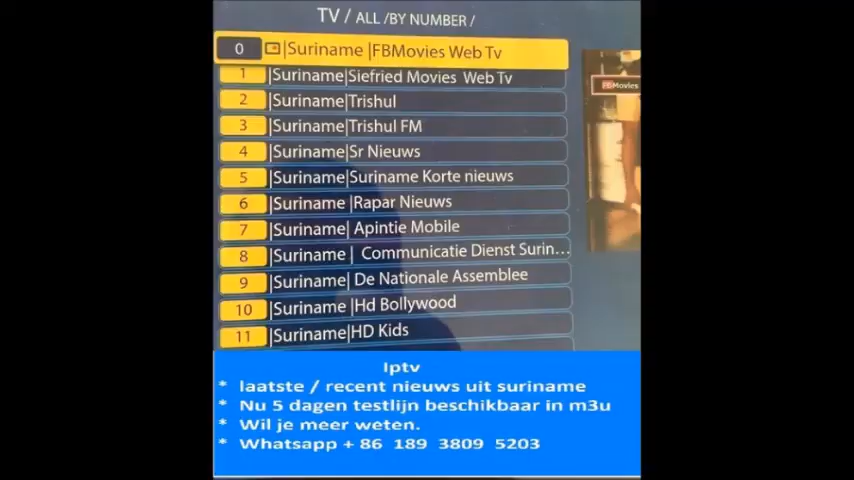 TV / ALL /BY NUMBER /
0 |Suriname |FBMovies Web Tv
FBMovies
1 |Suriname|Siefried Movies Web Tv
2 |Suriname|Trishul
3 |Suriname|Trishul FM
4 |Suriname|Sr Nieuws
5 |Suriname|Suriname Korte nieuws
6 |Suriname |Rapar Nieuws
7 |Suriname| Apintie Mobile
8 |Suriname | Communicatie Dienst Surin...
9 |Suriname| De Nationale Assemblee
10 |Suriname |Hd Bollywood
11 |Suriname|HD Kids
Iptv
* laatste / recent nieuws uit suriname
* Nu 5 dagen testlijn beschikbaar in m3u
* Wil je meer weten.
* Whatsapp + 86 189 3809 5203